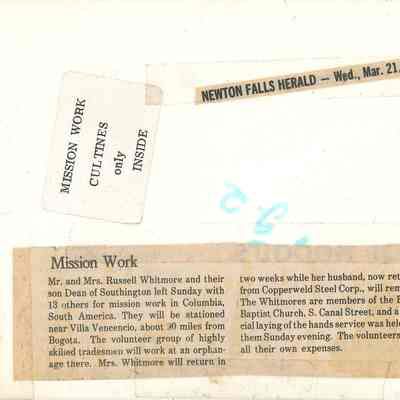 NEWTON FALLS HERALD — Wed., Mar. 21,
MISSION WORK
CULTINES
only
INSIDE
Mission Work
Mr. and Mrs. Russell Whitmore and their
son Dean of Southington left Sunday with
13 others for mission work in Columbia,
South America. They will be stationed
near Villa Vencencio, about 90 miles from
Bogota. The volunteer group of highly
skilled tradesmen will work at an orphan-
age there. Mrs. Whitmore will return in
two weeks while her husband, now ret
from Copperweld Steel Corp., will rem
The Whitmores are members of the
Baptist Church, S. Canal Street, and a
cial laying of the hands service was hel
them Sunday evening. The volunteers
all their own expenses.